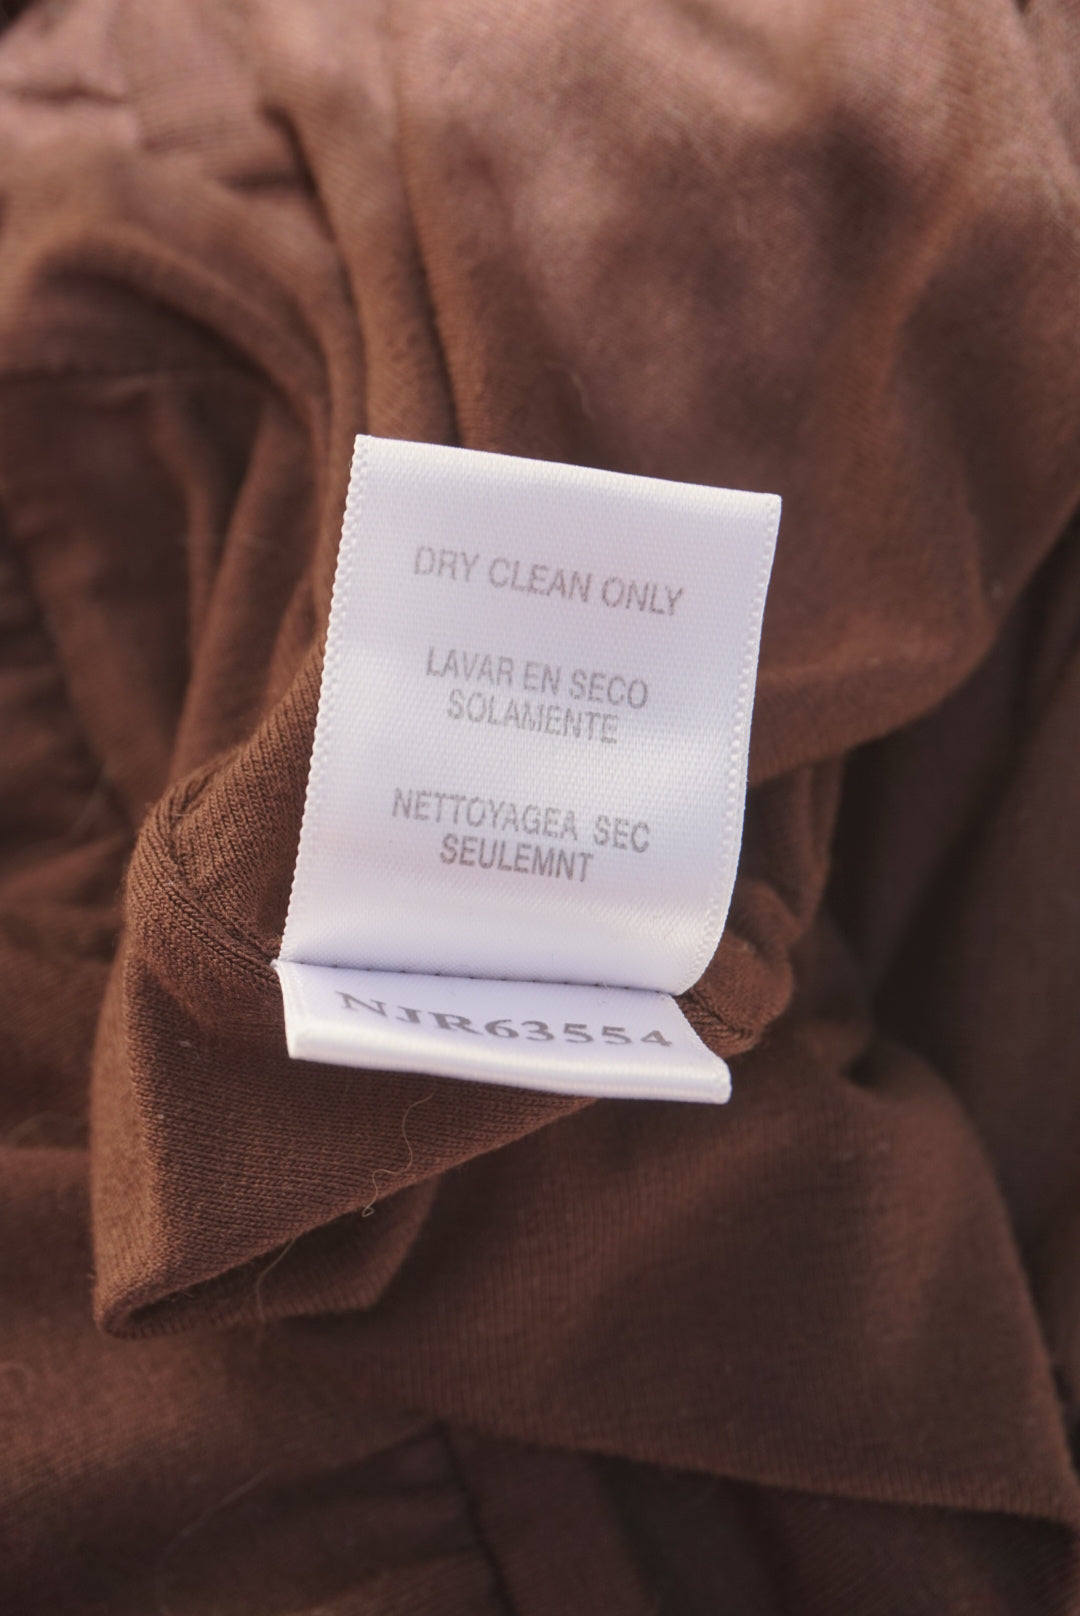 DRY CLEAN ONLY
LAVAR EN SECO
SOLAMENTE
NETTOYAGEA SEC
SEULEMNT
NJR63554